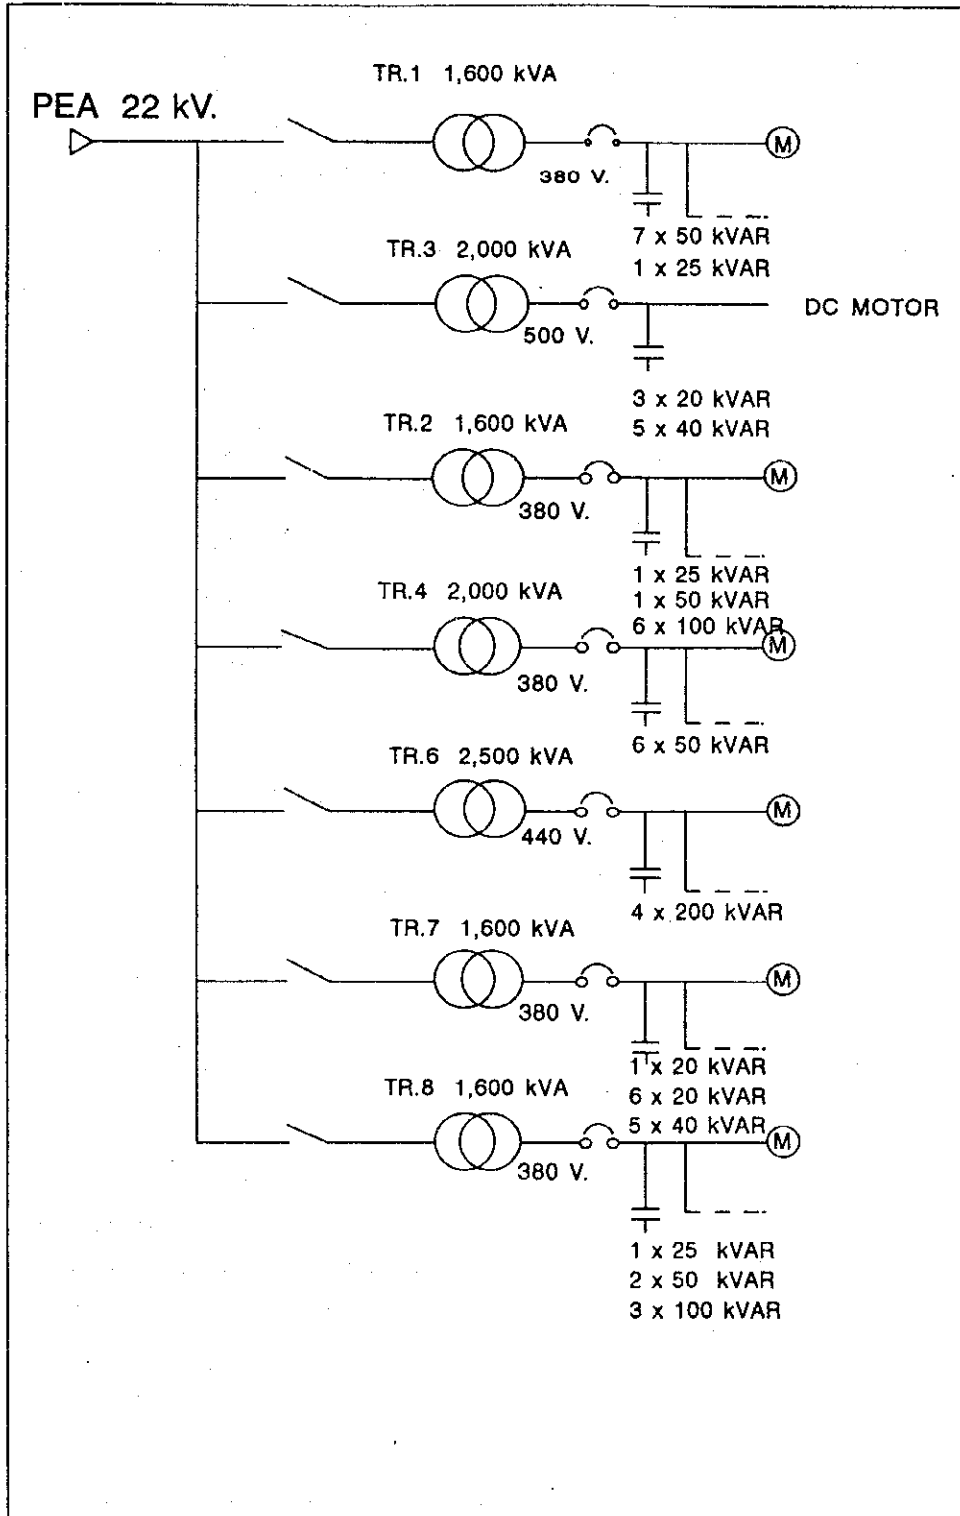 TR.1 1,600 kVA
PEA 22 kV.
M
380 V.
7 x 50 kVAR
1 x 25 kVAR
TR.3 2,000 kVA
DC MOTOR
500 V.
3 x 20 kVAR
5 x 40 kVAR
TR.2 1,600 kVA
M
380 V.
1 x 25 kVAR
1 x 50 kVAR
6 x 100 kVAR
TR.4 2,000 kVA
M
380 V.
6 x 50 kVAR
TR.6 2,500 kVA
M
440 V.
4 x 200 kVAR
TR.7 1,600 kVA
M
380 V.
1 x 20 kVAR
6 x 20 kVAR
5 x 40 kVAR
TR.8 1,600 kVA
M
380 V.
1 x 25 kVAR
2 x 50 kVAR
3 x 100 kVAR